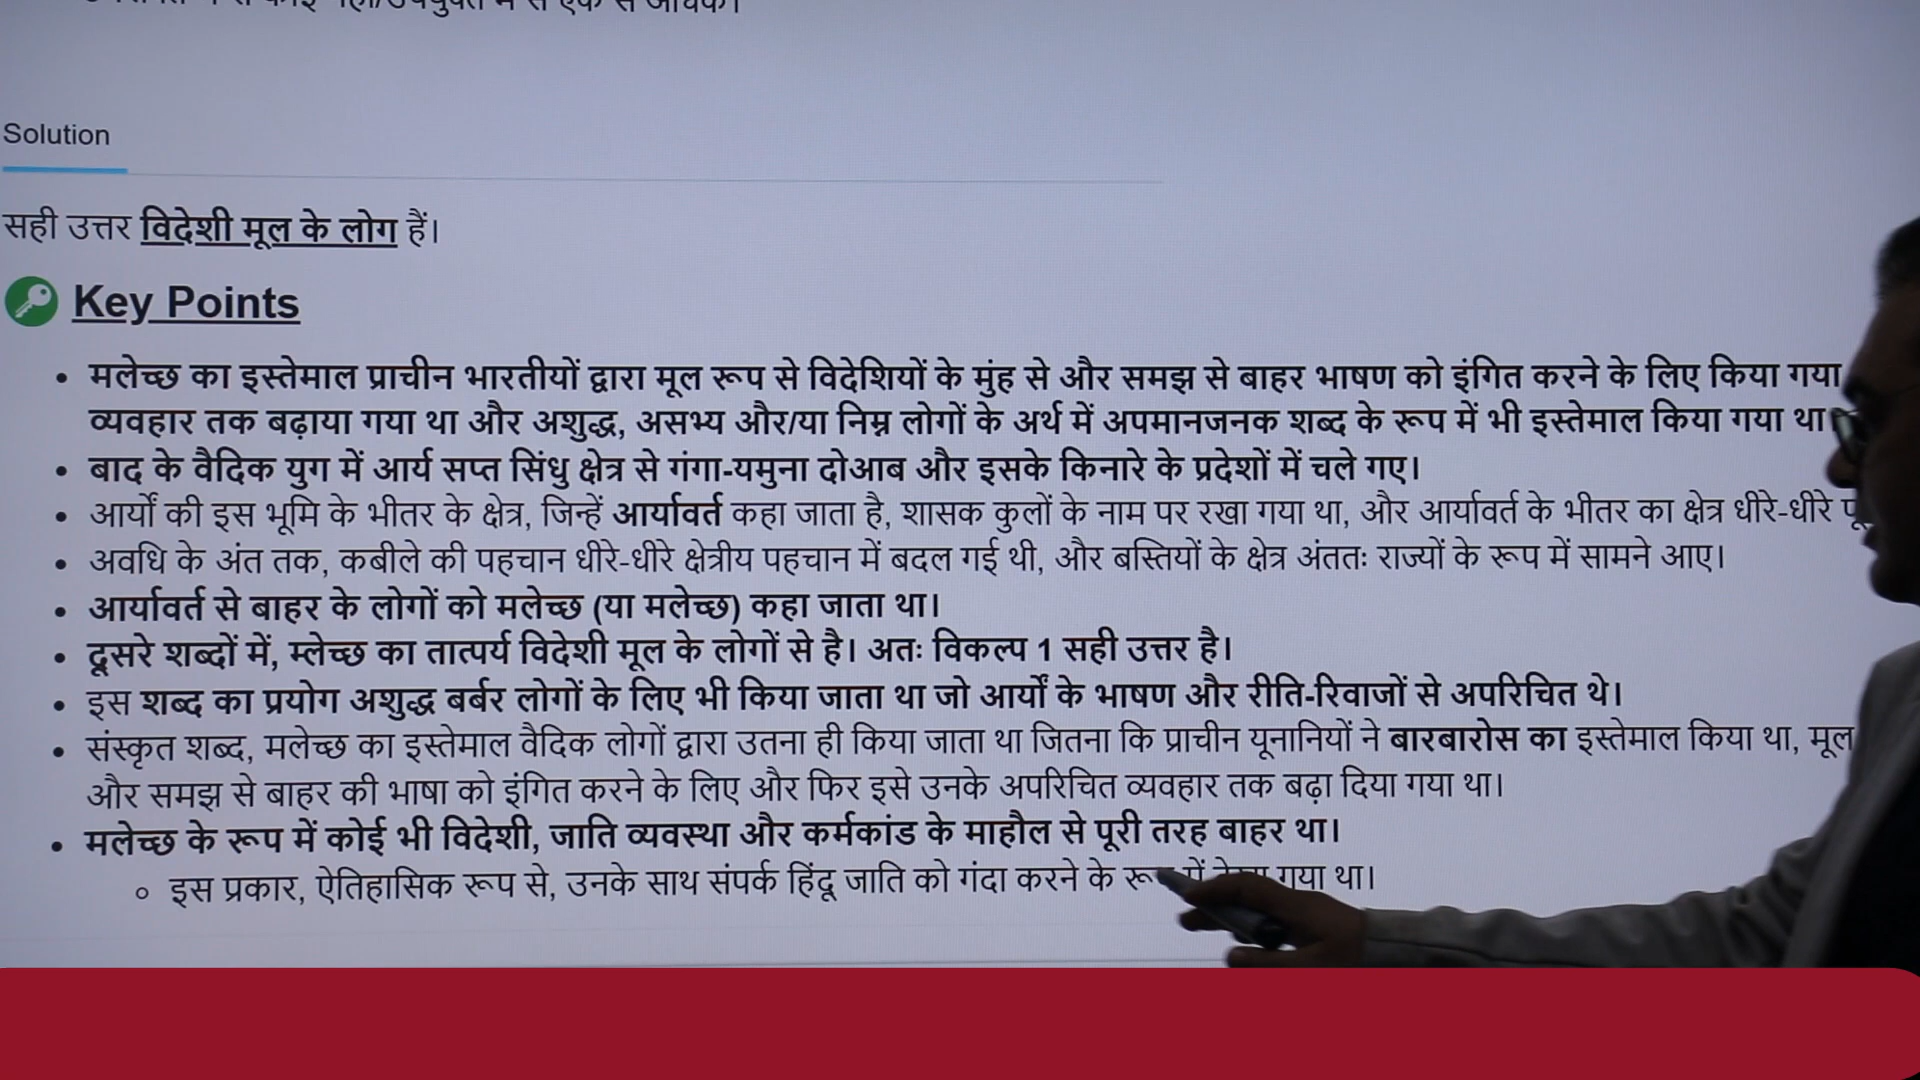 Solution
सही उत्तर विदेशी मूल के लोग हैं।
Key Points
• मलेच्छ का इस्तेमाल प्राचीन भारतीयों द्वारा मूल रूप से विदेशियों के मुंह से और समझ से बाहर भाषण को इंगित करने के लिए किया गया
व्यवहार तक बढ़ाया गया था और अशुद्ध, असभ्य और/या निम्न लोगों के अर्थ में अपमानजनक शब्द के रूप में भी इस्तेमाल किया गया था
• बाद के वैदिक युग में आर्य सप्त सिंधु क्षेत्र से गंगा-यमुना दोआब और इसके किनारे के प्रदेशों में चले गए।
• आर्यों की इस भूमि के भीतर के क्षेत्र, जिन्हें आर्यावर्त कहा जाता है, शासक कुलों के नाम पर रखा गया था, और आर्यावर्त के भीतर का क्षेत्र धीरे-धीरे
• अवधि के अंत तक, कबीले की पहचान धीरे-धीरे क्षेत्रीय पहचान में बदल गई थी, और बस्तियों के क्षेत्र अंततः राज्यों के रूप में सामने आए।
• आर्यावर्त से बाहर के लोगों को मलेच्छ (या मलेच्छ) कहा जाता था।
• दूसरे शब्दों में, म्लेच्छ का तात्पर्य विदेशी मूल के लोगों से है। अतः विकल्प 1 सही उत्तर है।
• इस शब्द का प्रयोग अशुद्ध बर्बर लोगों के लिए भी किया जाता था जो आर्यों के भाषण और रीति-रिवाजों से अपरिचित थे।
• संस्कृत शब्द, मलेच्छ का इस्तेमाल वैदिक लोगों द्वारा उतना ही किया जाता था जितना कि प्राचीन यूनानियों ने बारबारोस का इस्तेमाल किया था, मूल
और समझ से बाहर की भाषा को इंगित करने के लिए और फिर इसे उनके अपरिचित व्यवहार तक बढ़ा दिया गया था।
• मलेच्छ के रूप में कोई भी विदेशी, जाति व्यवस्था और कर्मकांड के माहौल से पूरी तरह बाहर था।
◦ इस प्रकार, ऐतिहासिक रूप से, उनके साथ संपर्क हिंदू जाति को गंदा करने के में गया था।